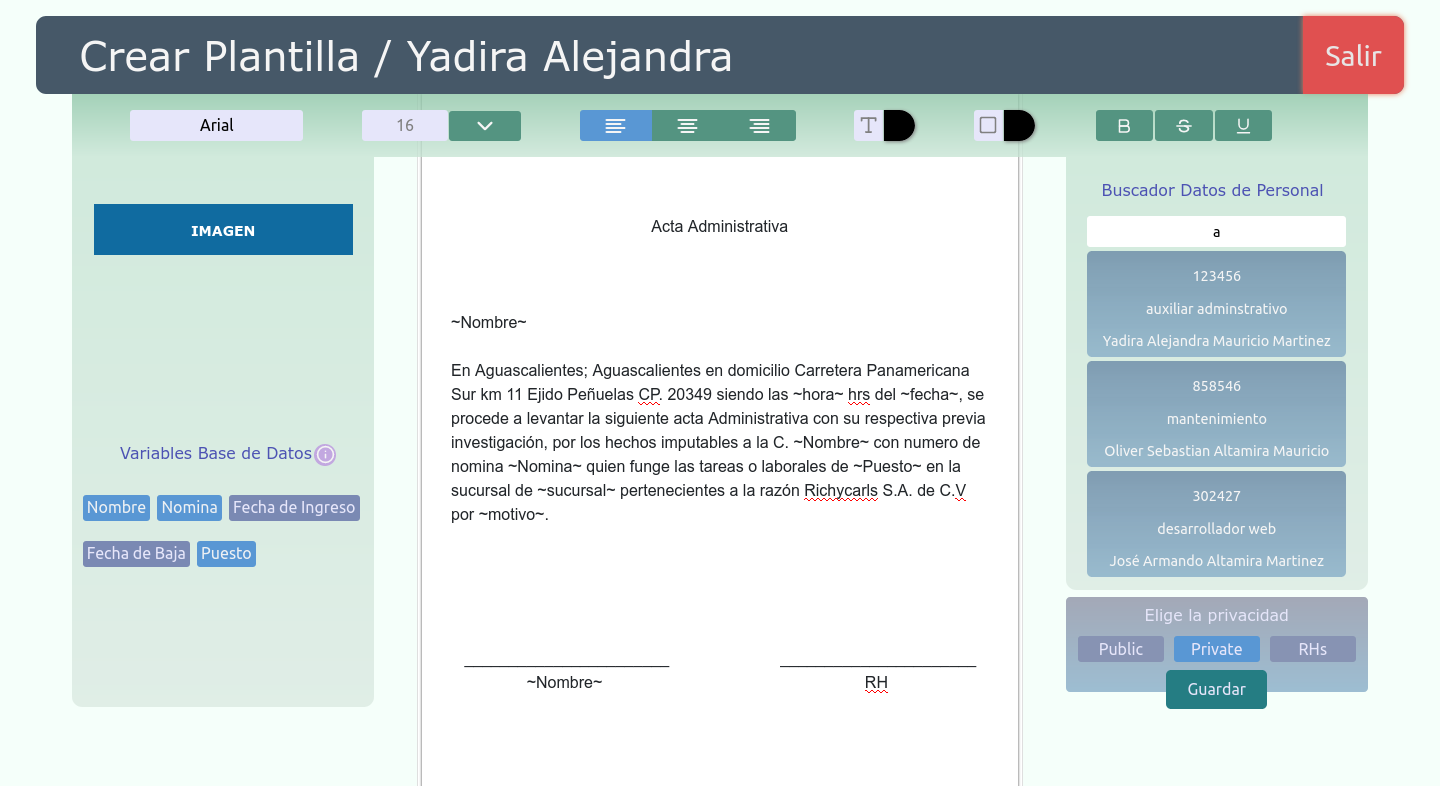 Crear Plantilla / Yadira Alejandra
Salir
Arial
16
T
B
S
U
IMAGEN
Variables Base de Datos
Nombre Nomina Fecha de Ingreso
Fecha de Baja Puesto
Acta Administrativa
~Nombre~
En Aguascalientes; Aguascalientes en domicilio Carretera Panamericana
Sur km 11 Ejido Peñuelas CP. 20349 siendo las ~hora~ hrs del ~fecha~, se
procede a levantar la siguiente acta Administrativa con su respectiva previa
investigación, por los hechos imputables a la C. ~Nombre~ con numero de
nomina ~Nomina~ quien funge las tareas o laborales de ~Puesto~ en la
sucursal de ~sucursal~ pertenecientes a la razón Richycarls S.A. de C.V
por ~motivo~.
~Nombre~
RH
Buscador Datos de Personal
a
123456
auxiliar adminstrativo
Yadira Alejandra Mauricio Martinez
858546
mantenimiento
Oliver Sebastian Altamira Mauricio
302427
desarrollador web
José Armando Altamira Martinez
Elige la privacidad
Public Private RHs
Guardar